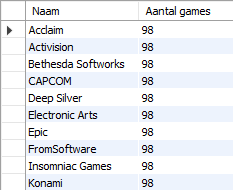 Naam Aantal games
Acclaim 98
Activision 98
Bethesda Softworks 98
CAPCOM 98
Deep Silver 98
Electronic Arts 98
Epic 98
FromSoftware 98
Insomniac Games 98
Konami 98